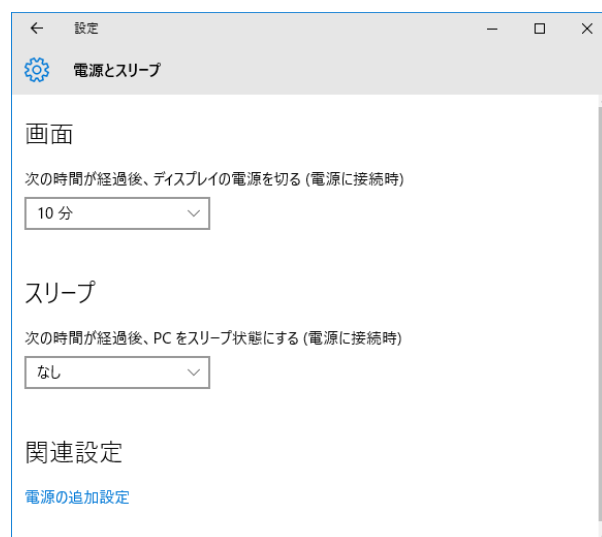 設定
電源とスリープ
画面
次の時間が経過後、ディスプレイの電源を切る (電源に接続時)
10 分
スリープ
次の時間が経過後、PC をスリープ状態にする (電源に接続時)
なし
関連設定
電源の追加設定